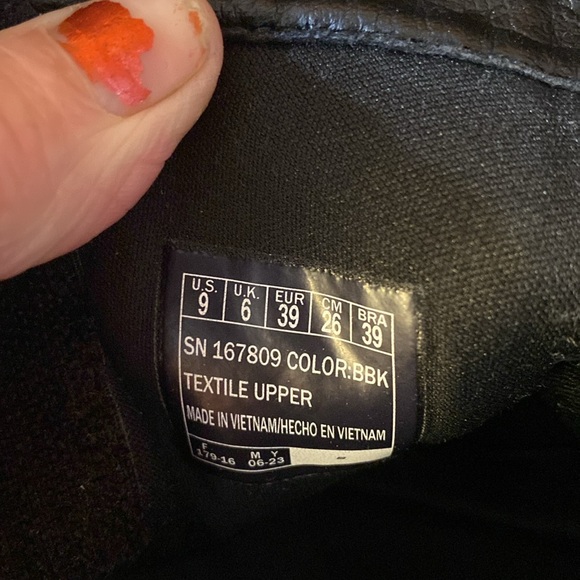 U.S. U.K. EUR CM BRA
9 6 39 26 39
SN 167809 COLOR:BBK
TEXTILE UPPER
MADE IN VIETNAM/HECHO EN VIETNAM
F M Y
179-16 06-23